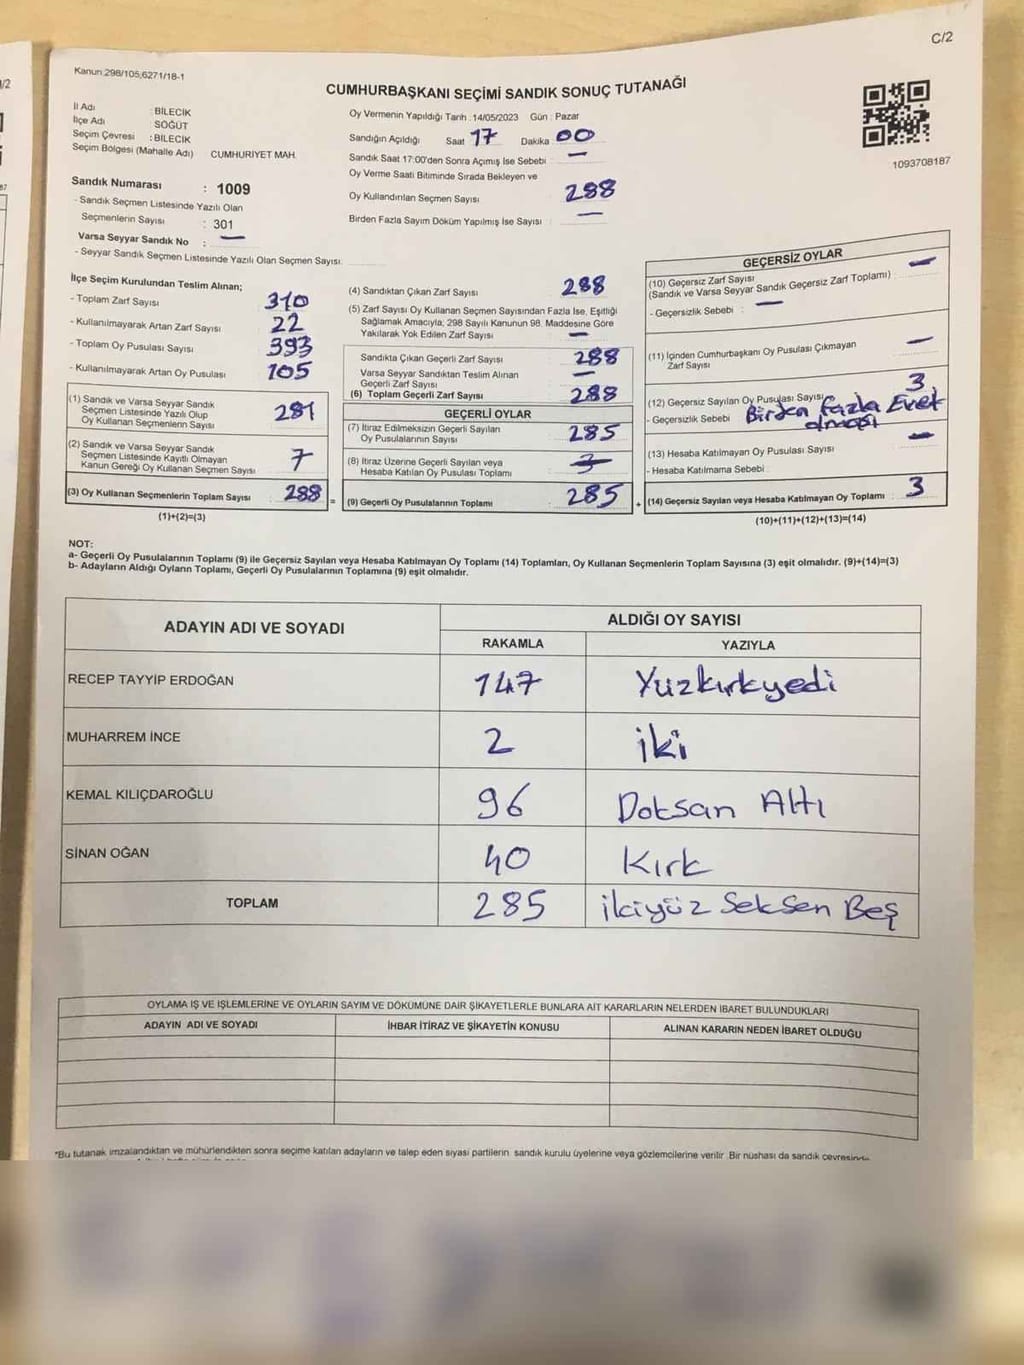 C/2
Kanun:298/105,6271/18-1
CUMHURBAŞKANI SEÇİMİ SANDIK SONUÇ TUTANAĞI
İl Adı : BİLECİK
İlçe Adı SÖĞÜT
Seçim Çevresi : BİLECİK
Seçim Bölgesi (Mahalle Adı) CUMHURİYET MAH.
Sandık Numarası : 1009
- Sandık Seçmen Listesinde Yazılı Olan
Seçmenlerin Sayısı : 301
Varsa Seyyar Sandık No : —
- Seyyar Sandık Seçmen Listesinde Yazılı Olan Seçmen Sayısı:
Oy Vermenin Yapıldığı Tarih :14/05/2023 Gün : Pazar
Sandığın Açıldığı Saat 17 Dakika 00
Sandık Saat 17:00'den Sonra Açımış İse Sebebi : —
Oy Verme Saati Bitiminde Sırada Bekleyen ve
Oy Kullandırılan Seçmen Sayısı 288
Birden Fazla Sayım Döküm Yapılmış İse Sayısı : —
1093708187
İlçe Seçim Kurulundan Teslim Alınan;
- Toplam Zarf Sayısı 310
- Kullanılmayarak Artan Zarf Sayısı 22
- Toplam Oy Pusulası Sayısı 393
- Kullanılmayarak Artan Oy Pusulası 105
(1) Sandık ve Varsa Seyyar Sandık
Seçmen Listesinde Yazılı Olup
Oy Kullanan Seçmenlerin Sayısı 281
(2) Sandık ve Varsa Seyyar Sandık
Seçmen Listesinde Kayıtlı Olmayan
Kanun Gereği Oy Kullanan Seçmen Sayısı 7
(3) Oy Kullanan Seçmenlerin Toplam Sayısı 288
(1)+(2)=(3)
(4) Sandıktan Çıkan Zarf Sayısı 288
(5) Zarf Sayısı Oy Kullanan Seçmen Sayısından Fazla İse, Eşitliği
Sağlamak Amacıyla; 298 Sayılı Kanunun 98. Maddesine Göre
Yakılarak Yok Edilen Zarf Sayısı —
Sandıkta Çıkan Geçerli Zarf Sayısı 288
Varsa Seyyar Sandıktan Teslim Alınan
Geçerli Zarf Sayısı —
(6) Toplam Geçerli Zarf Sayısı 288
GEÇERLİ OYLAR
(7) İtiraz Edilmeksizin Geçerli Sayılan
Oy Pusulalarının Sayısı 285
(8) İtiraz Üzerine Geçerli Sayılan veya
Hesaba Katılan Oy Pusulası Toplamı 3
= (9) Geçerli Oy Pusulalarının Toplamı 285
GEÇERSİZ OYLAR
(10) Geçersiz Zarf Sayısı —
(Sandık ve Varsa Seyyar Sandık Geçersiz Zarf Toplamı)
- Geçersizlik Sebebi : —
(11) İçinden Cumhurbaşkanı Oy Pusulası Çıkmayan
Zarf Sayısı —
(12) Geçersiz Sayılan Oy Pusulası Sayısı 3
- Geçersizlik Sebebi Birden fazla Evet
olması
(13) Hesaba Katılmayan Oy Pusulası Sayısı —
- Hesaba Katılmama Sebebi :
+ (14) Geçersiz Sayılan veya Hesaba Katılmayan Oy Toplamı : 3
(10)+(11)+(12)+(13)=(14)
NOT:
a- Geçerli Oy Pusulalarının Toplamı (9) ile Geçersiz Sayılan veya Hesaba Katılmayan Oy Toplamı (14) Toplamları, Oy Kullanan Seçmenlerin Toplam Sayısına (3) eşit olmalıdır. (9)+(14)=(3)
b- Adayların Aldığı Oyların Toplamı, Geçerli Oy Pusulalarının Toplamına (9) eşit olmalıdır.
ADAYIN ADI VE SOYADI ALDIĞI OY SAYISI
RAKAMLA YAZIYLA
RECEP TAYYİP ERDOĞAN 147 Yüzkırkyedi
MUHARREM İNCE 2 iki
KEMAL KILIÇDAROĞLU 96 Doksan Altı
SİNAN OĞAN 40 Kırk
TOPLAM 285 ikiyüz Seksen Beş
OYLAMA İŞ VE İŞLEMLERİNE VE OYLARIN SAYIM VE DÖKÜMÜNE DAİR ŞİKAYETLERLE BUNLARA AİT KARARLARIN NELERDEN İBARET BULUNDUKLARI
ADAYIN ADI VE SOYADI İHBAR İTİRAZ VE ŞİKAYETİN KONUSU ALINAN KARARIN NEDEN İBARET OLDUĞU
*Bu tutanak imzalandıktan ve mühürlendikten sonra seçime katılan adayların ve talep eden siyasi partilerin sandık kurulu üyelerine veya gözlemcilerine verilir. Bir nüshası da sandık çevresinde